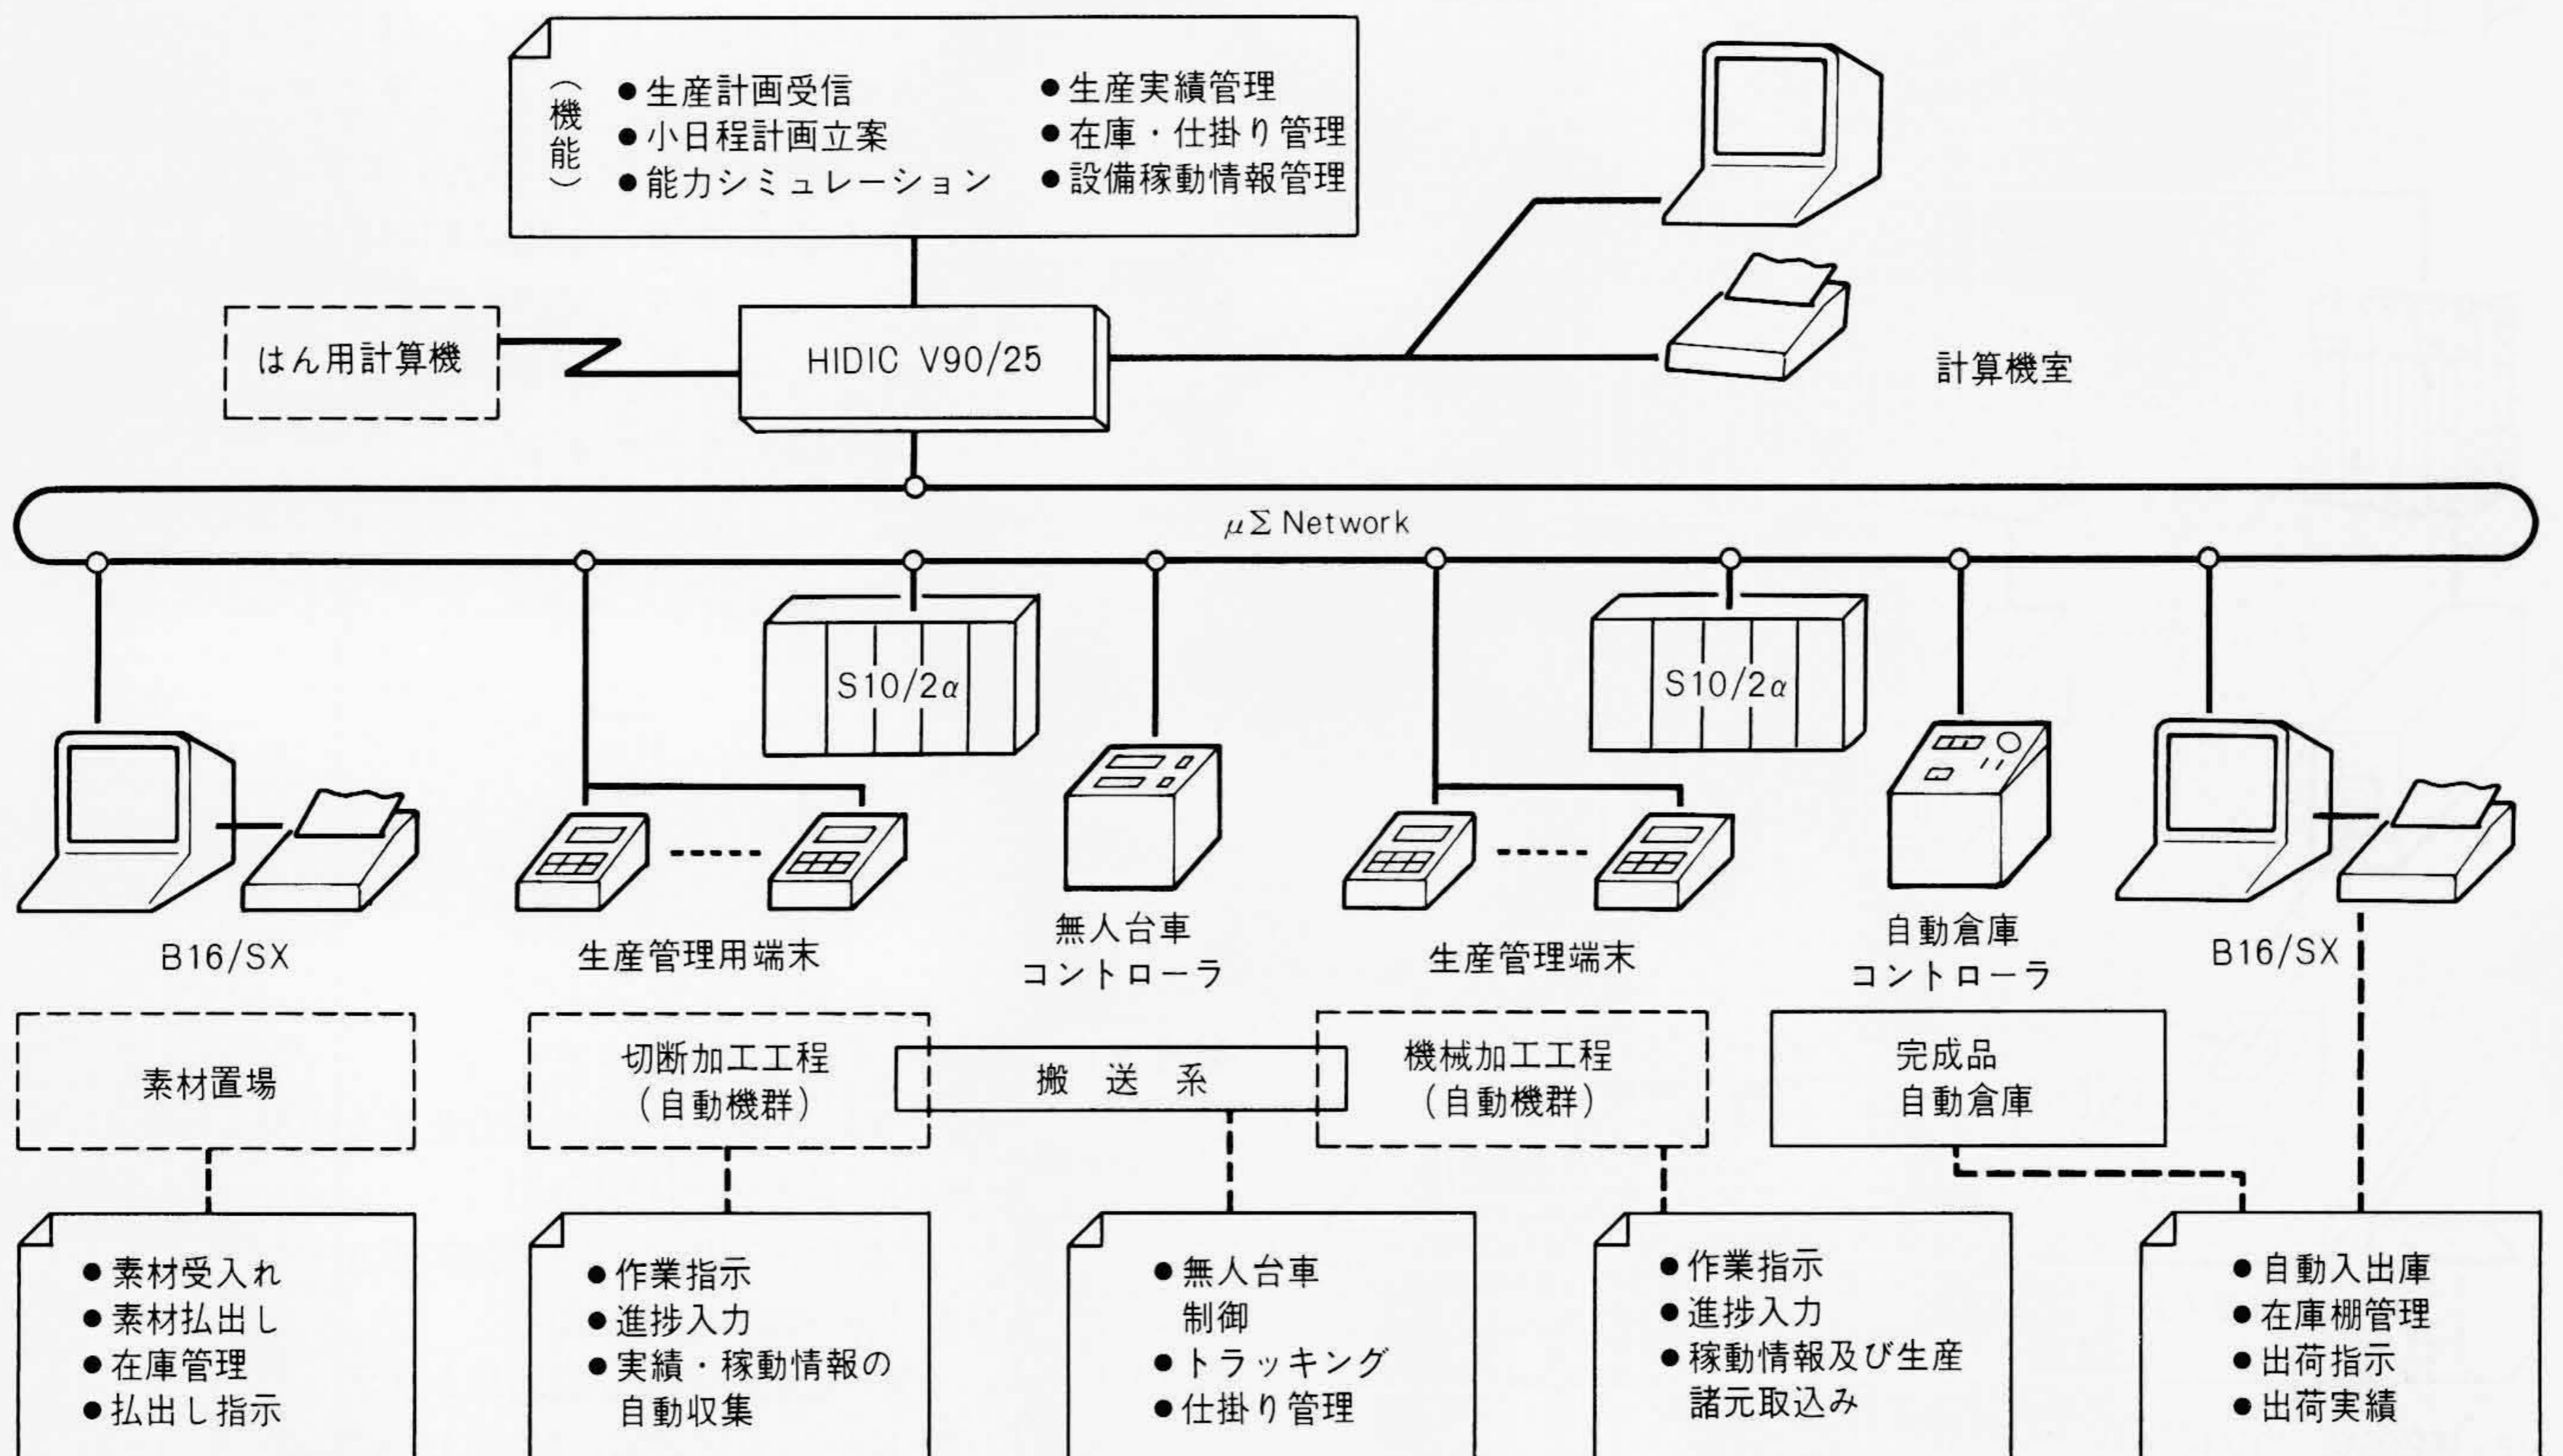 (機能)
●生産計画受信
●小日程計画立案
●能力シミュレーション
●生産実績管理
●在庫・仕掛り管理
●設備稼動情報管理
はん用計算機
HIDIC V90/25
計算機室
μΣ Network
S10/2α
S10/2α
B16/SX
生産管理用端末
無人台車
コントローラ
生産管理端末
自動倉庫
コントローラ
B16/SX
素材置場
切断加工工程
(自動機群)
搬送系
機械加工工程
(自動機群)
完成品
自動倉庫
●素材受入れ
●素材払出し
●在庫管理
●払出し指示
●作業指示
●進捗入力
●実績・稼動情報の
自動収集
●無人台車
制御
●トラッキング
●仕掛り管理
●作業指示
●進捗入力
●稼動情報及び生産
諸元取込み
●自動入出庫
●在庫棚管理
●出荷指示
●出荷実績